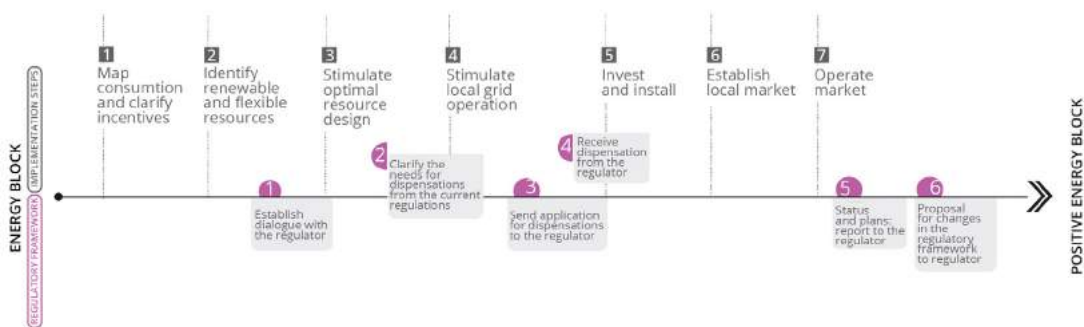 ENERGY BLOCK
IMPLEMENTATION STEPS
REGULATORY FRAMEWORK
1
Map
consumtion
and clarify
incentives
2
Identify
renewable
and flexible
resources
3
Stimulate
optimal
resource
design
4
Stimulate
local grid
operation
5
Invest
and install
6
Establish
local market
7
Operate
market
1
Establish
dialogue with
the regulator
2
Clarify the
needs for
dispensations
from the current
regulations
3
Send application
for dispensations
to the regulator
4
Receive
dispensation
from the
regulator
5
Status
and plans:
report to the
regulator
6
Proposal
for changes
in the
regulatory
framework
to regulator
POSITIVE ENERGY BLOCK